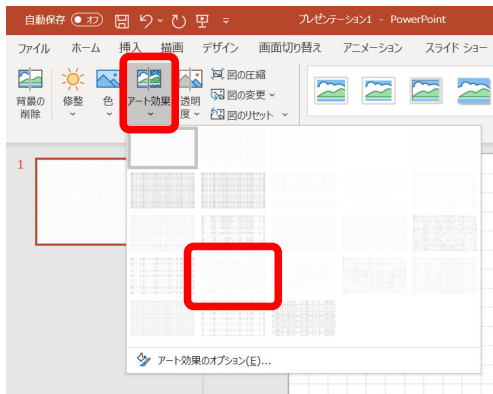 自動保存 オフ プレゼンテーション1 - PowerPoint
ファイル ホーム 挿入 描画 デザイン 画面切り替え アニメーション スライド ショー
背景の削除 修整 色 アート効果 透明度 図の圧縮
図の変更
図のリセット
1
アート効果のオプション(E)...